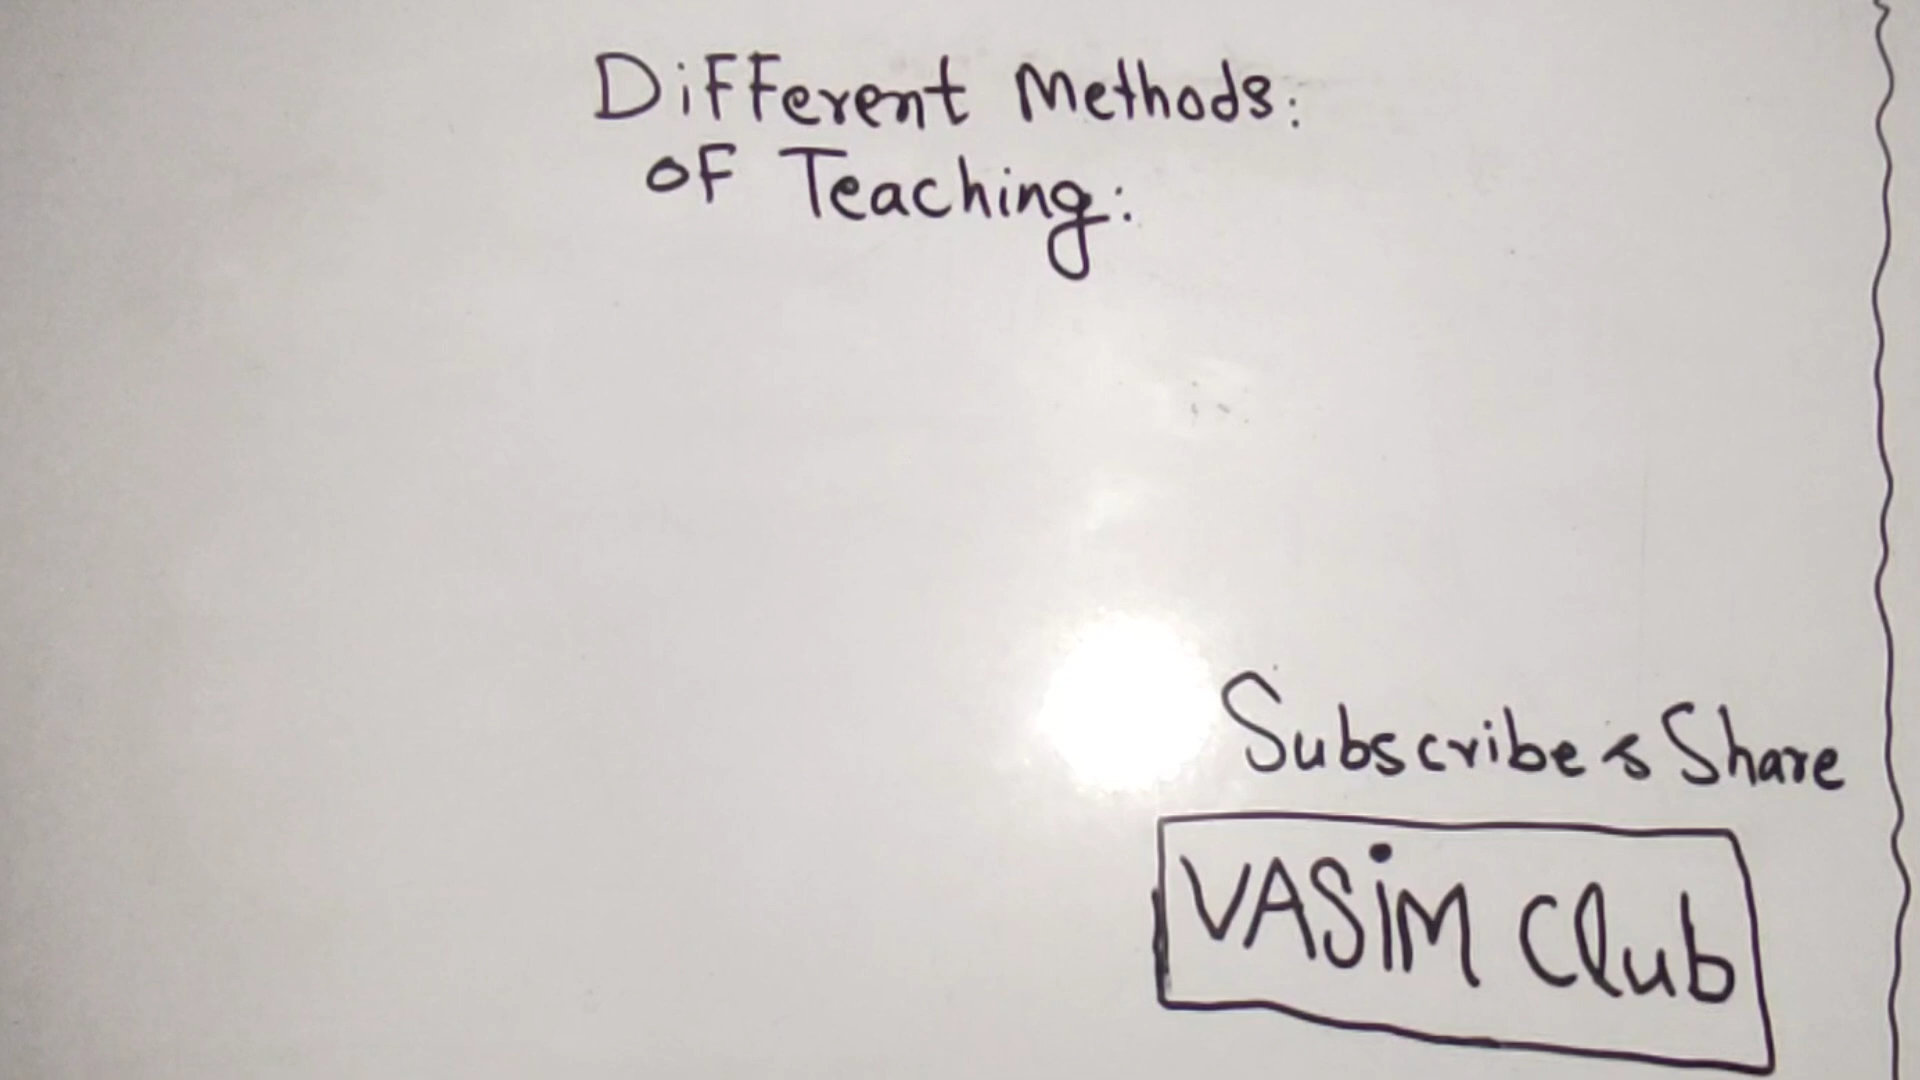 Different Methods:
of Teaching:
Subscribe & Share
VASiM Club